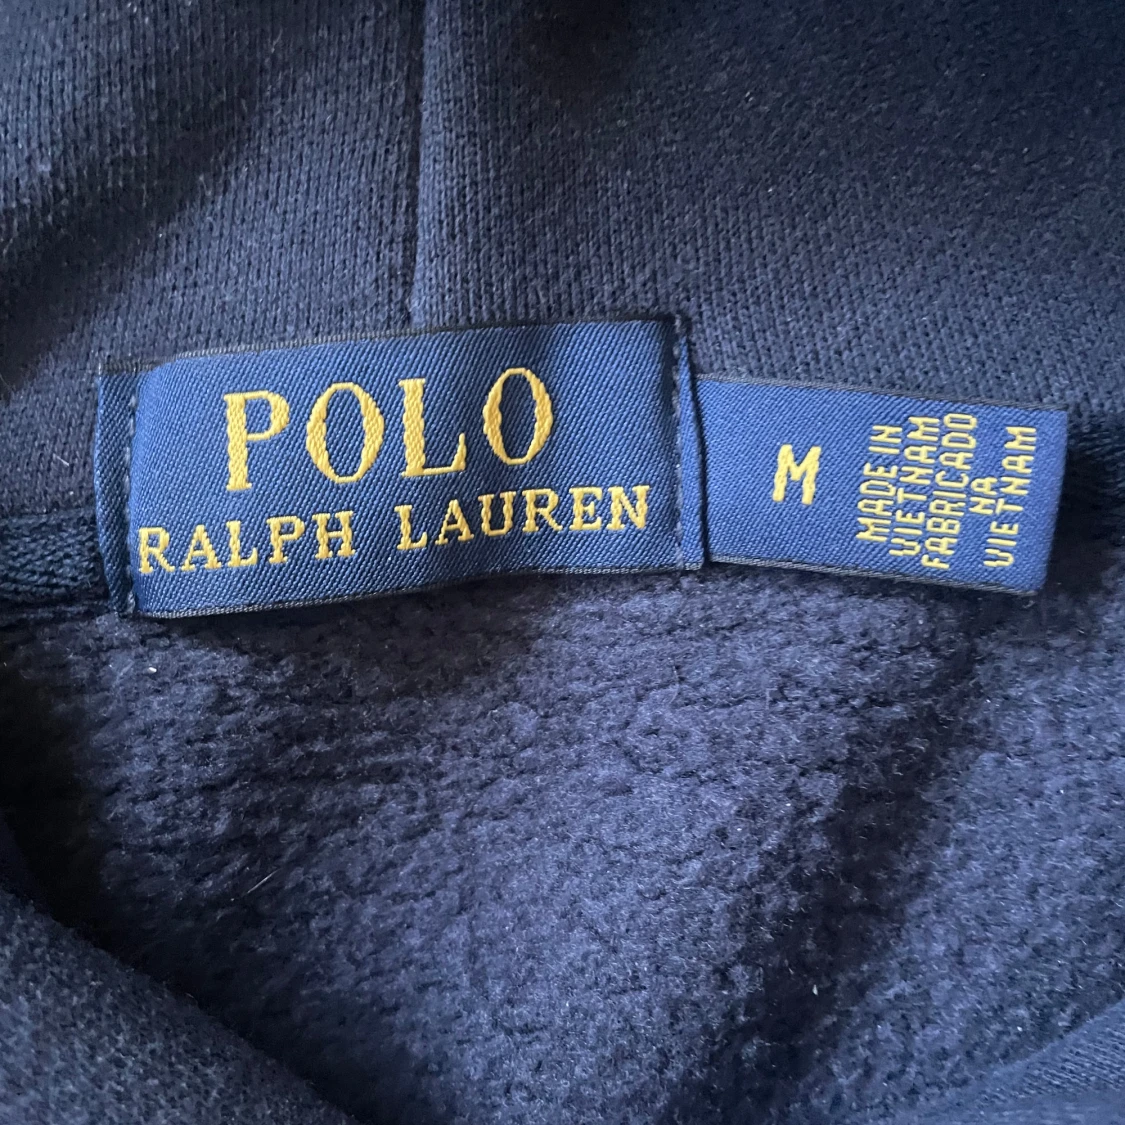 POLO
RALPH LAUREN
M
MADE IN
VIETNAM
FABRICADO
NA
VIETNAM